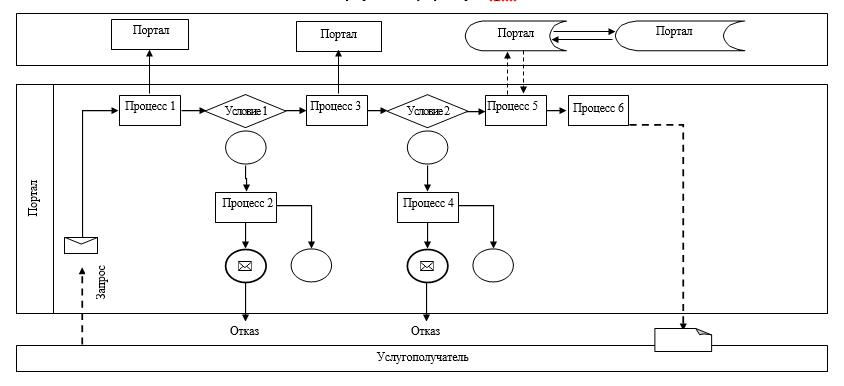 Портал
Портал
Портал
Портал
Процесс 1
Условие 1
Процесс 3
Условие 2
Процесс 5
Процесс 6
Процесс 2
Процесс 4
Портал
Запрос
Отказ
Отказ
Услугополучатель